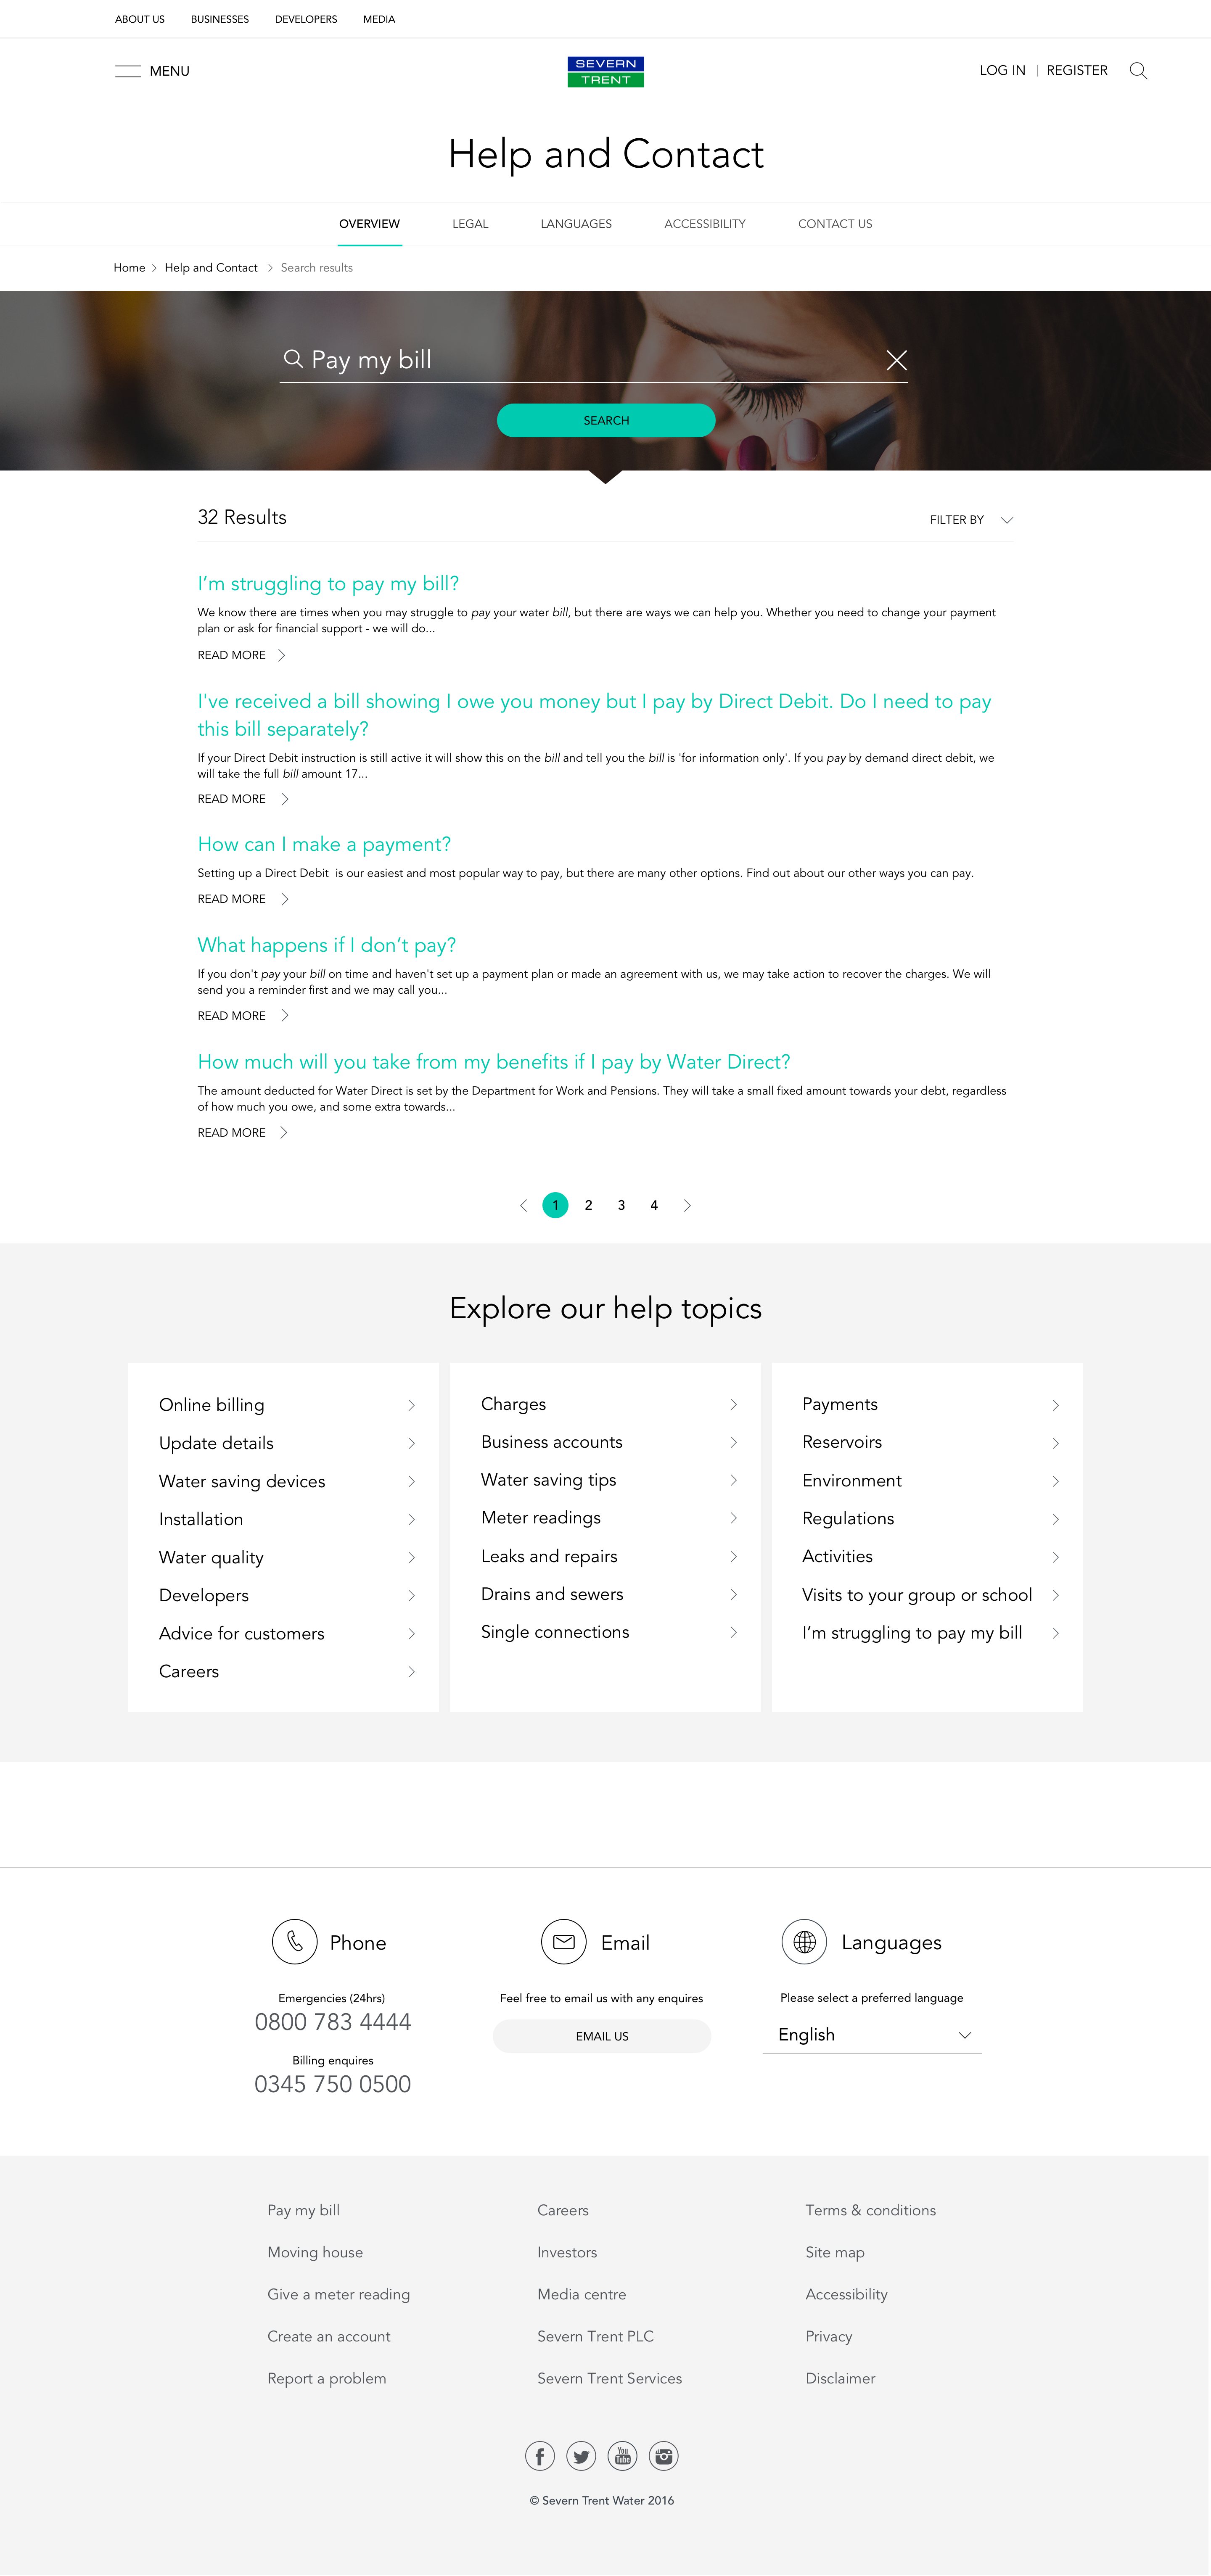 ABOUT US BUSINESSES DEVELOPERS MEDIA
MENU
SEVERN
TRENT
LOG IN | REGISTER
Help and Contact
OVERVIEW LEGAL LANGUAGES ACCESSIBILITY CONTACT US
Home Help and Contact Search results
Pay my bill
SEARCH
32 Results
FILTER BY
I’m struggling to pay my bill?
We know there are times when you may struggle to pay your water bill, but there are ways we can help you. Whether you need to change your payment
plan or ask for financial support - we will do...
READ MORE
I've received a bill showing I owe you money but I pay by Direct Debit. Do I need to pay
this bill separately?
If your Direct Debit instruction is still active it will show this on the bill and tell you the bill is 'for information only'. If you pay by demand direct debit, we
will take the full bill amount 17...
READ MORE
How can I make a payment?
Setting up a Direct Debit  is our easiest and most popular way to pay, but there are many other options. Find out about our other ways you can pay.
READ MORE
What happens if I don’t pay?
If you don't pay your bill on time and haven't set up a payment plan or made an agreement with us, we may take action to recover the charges. We will
send you a reminder first and we may call you...
READ MORE
How much will you take from my benefits if I pay by Water Direct?
The amount deducted for Water Direct is set by the Department for Work and Pensions. They will take a small fixed amount towards your debt, regardless
of how much you owe, and some extra towards...
READ MORE
1 2 3 4
Explore our help topics
Online billing
Update details
Water saving devices
Installation
Water quality
Developers
Advice for customers
Careers
Charges
Business accounts
Water saving tips
Meter readings
Leaks and repairs
Drains and sewers
Single connections
Payments
Reservoirs
Environment
Regulations
Activities
Visits to your group or school
I’m struggling to pay my bill
Phone
Emergencies (24hrs)
0800 783 4444
Billing enquires
0345 750 0500
Email
Feel free to email us with any enquires
EMAIL US
Languages
Please select a preferred language
English
Pay my bill
Moving house
Give a meter reading
Create an account
Report a problem
Careers
Investors
Media centre
Severn Trent PLC
Severn Trent Services
Terms & conditions
Site map
Accessibility
Privacy
Disclaimer
You
Tube
© Severn Trent Water 2016